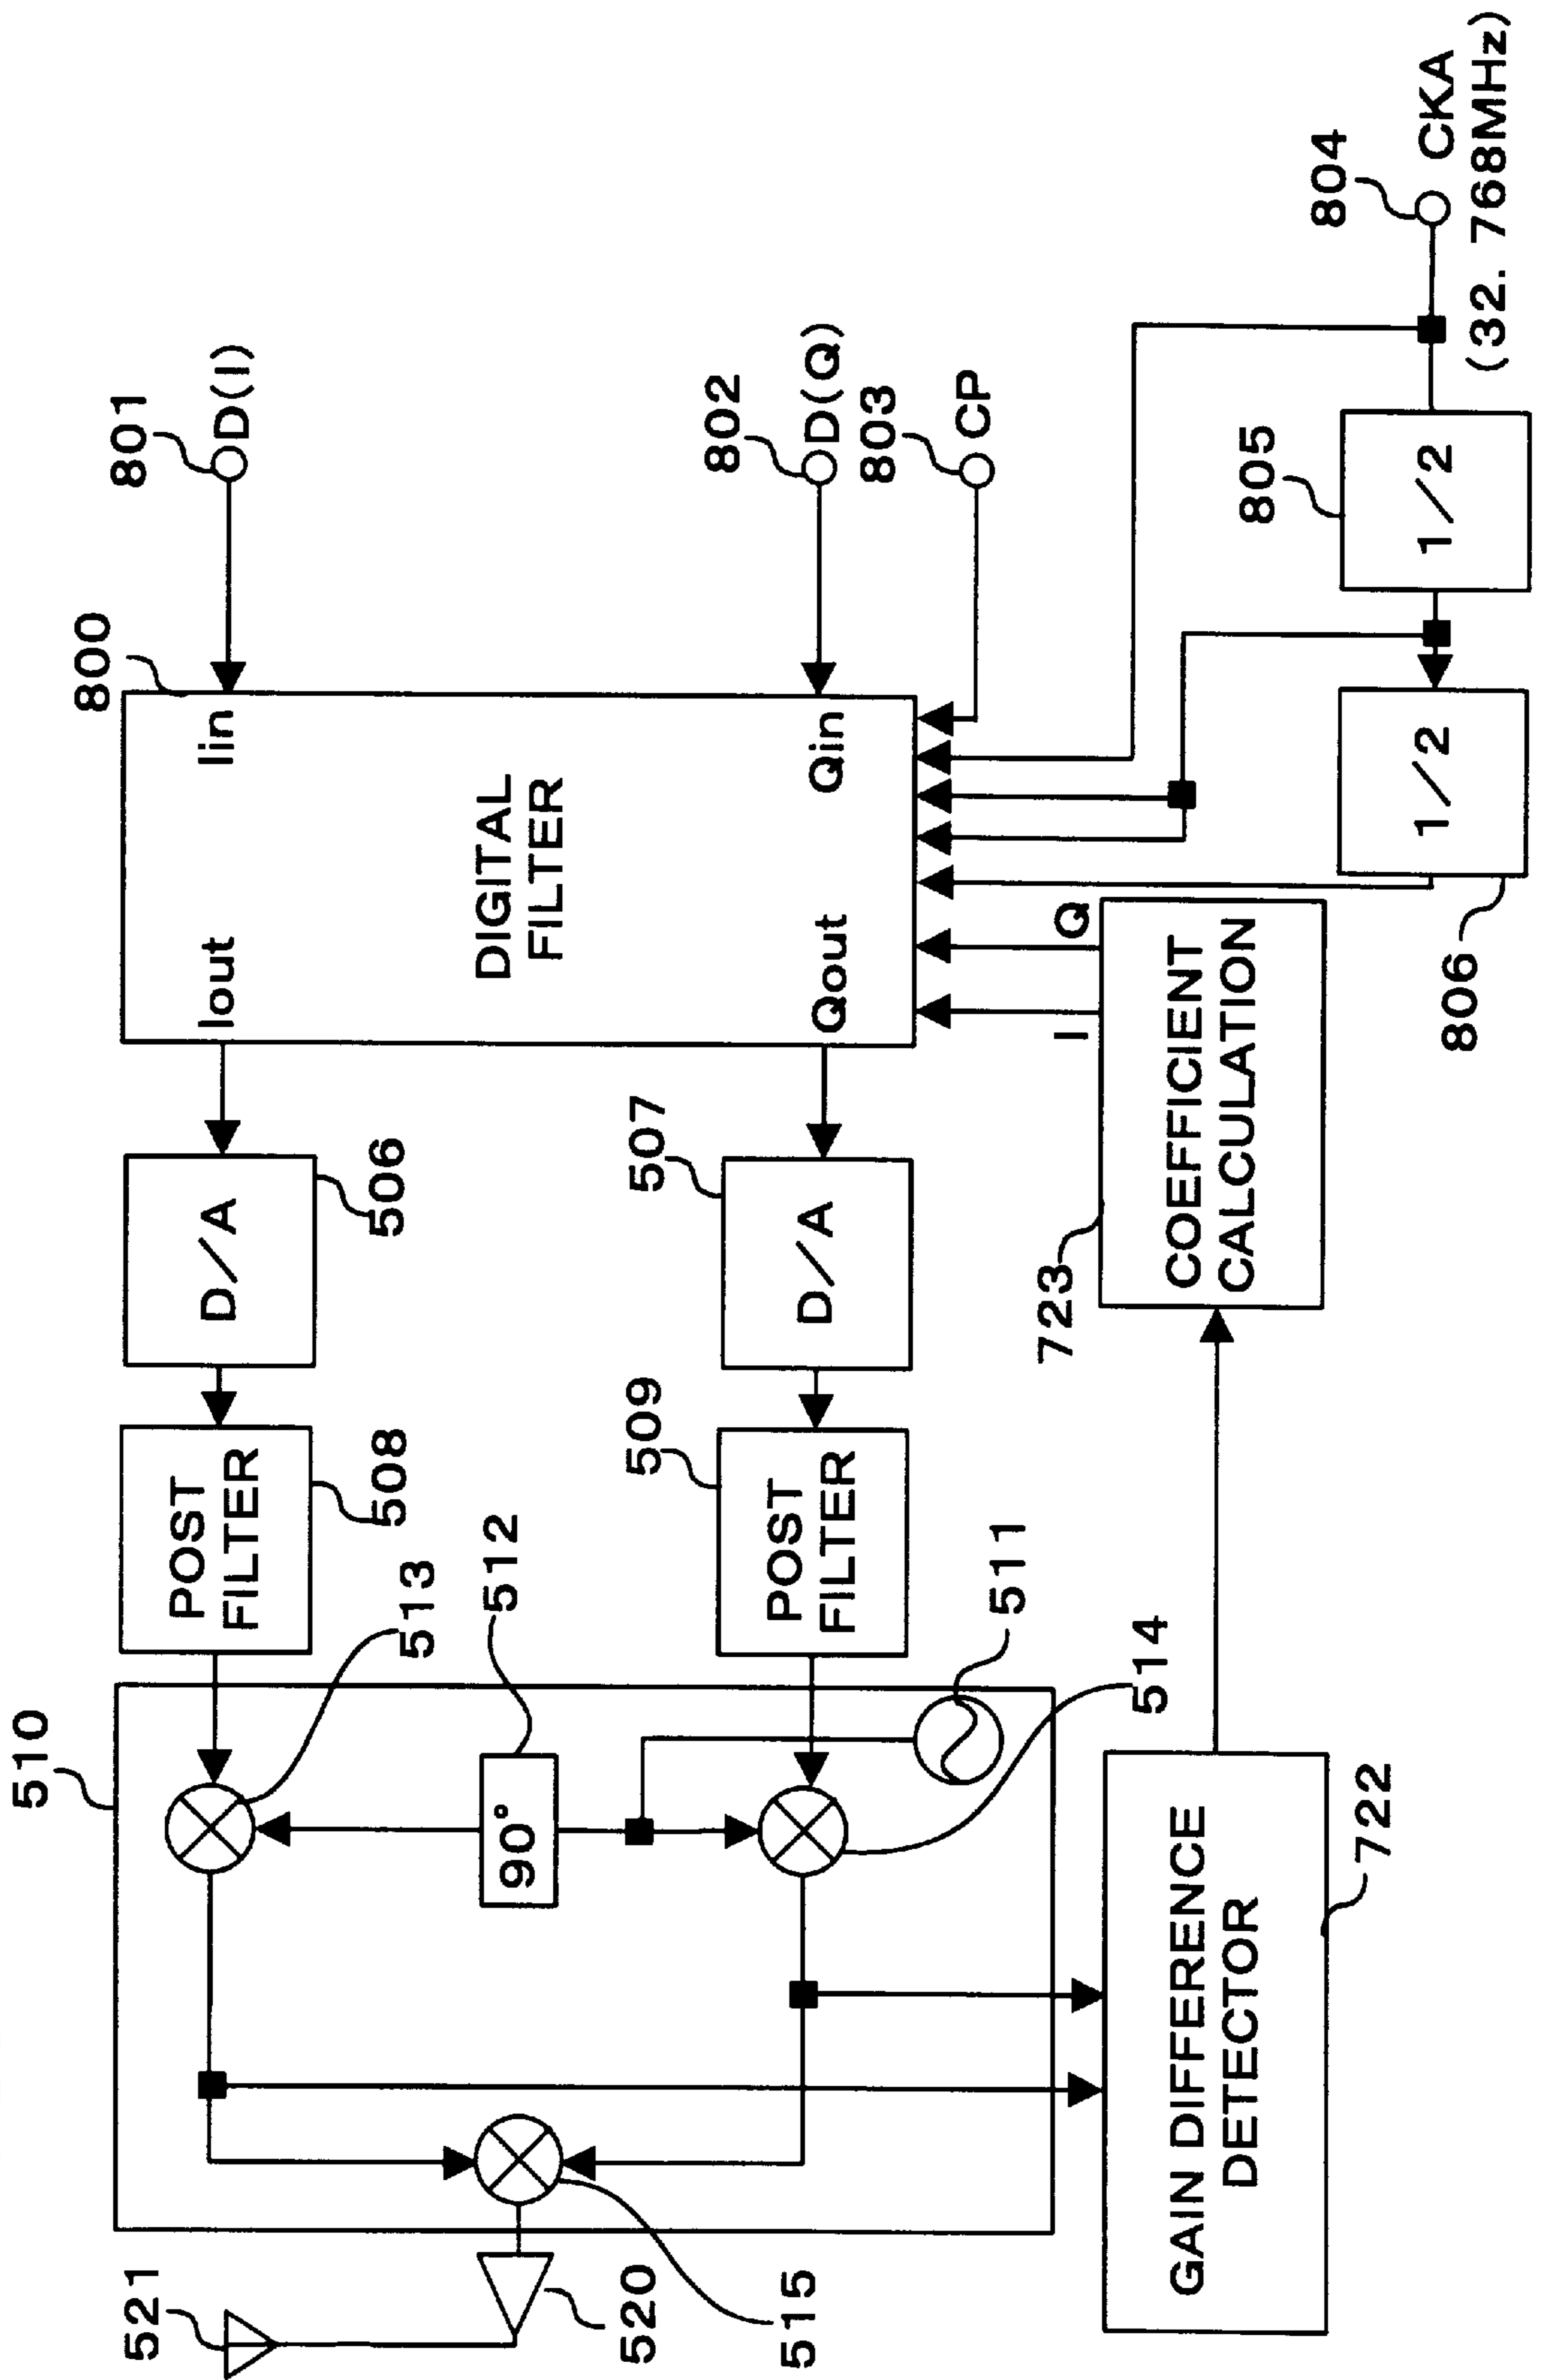 510
521
520
515
513
512
90°
511
514
POST
FILTER
508
POST
FILTER
509
D/A
506
D/A
507
800
Iout
Iin
DIGITAL
FILTER
Qout
Qin
801
D(I)
802
D(Q)
803
CP
I
Q
723
COEFFICIENT
CALCULATION
GAIN DIFFERENCE
DETECTOR
722
806
1/2
805
1/2
804
CKA
(32. 768MHz)